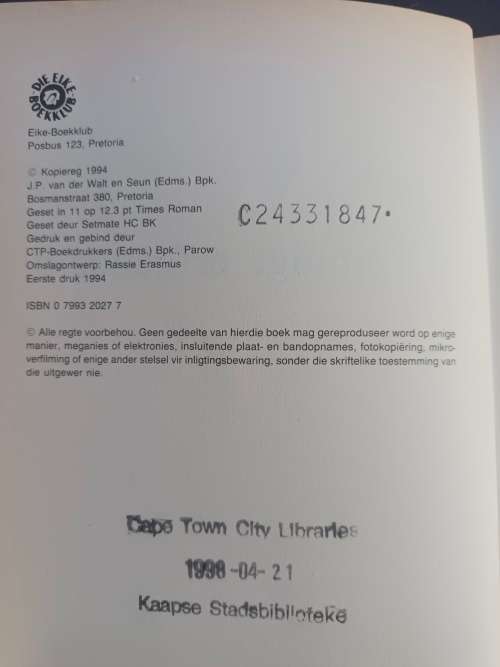 DIE EIKE
BOEKKLUB
Eike-Boekklub
Posbus 123, Pretoria
© Kopiereg 1994
J.P. van der Walt en Seun (Edms.) Bpk.
Bosmanstraat 380, Pretoria
Geset in 11 op 12.3 pt Times Roman
Geset deur Setmate HC BK
Gedruk en gebind deur
CTP-Boekdrukkers (Edms.) Bpk., Parow
Omslagontwerp: Rassie Erasmus
Eerste druk 1994
C24331847•
ISBN 0 7993 2027 7
© Alle regte voorbehou. Geen gedeelte van hierdie boek mag gereproduseer word op enige
manier, meganies of elektronies, insluitende plaat- en bandopnames, fotokopiëring, mikro-
verfilming of enige ander stelsel vir inligtingsbewaring, sonder die skriftelike toestemming van
die uitgewer nie.
Cape Town City Libraries
1998-04-21
Kaapse Stadsbiblioteke